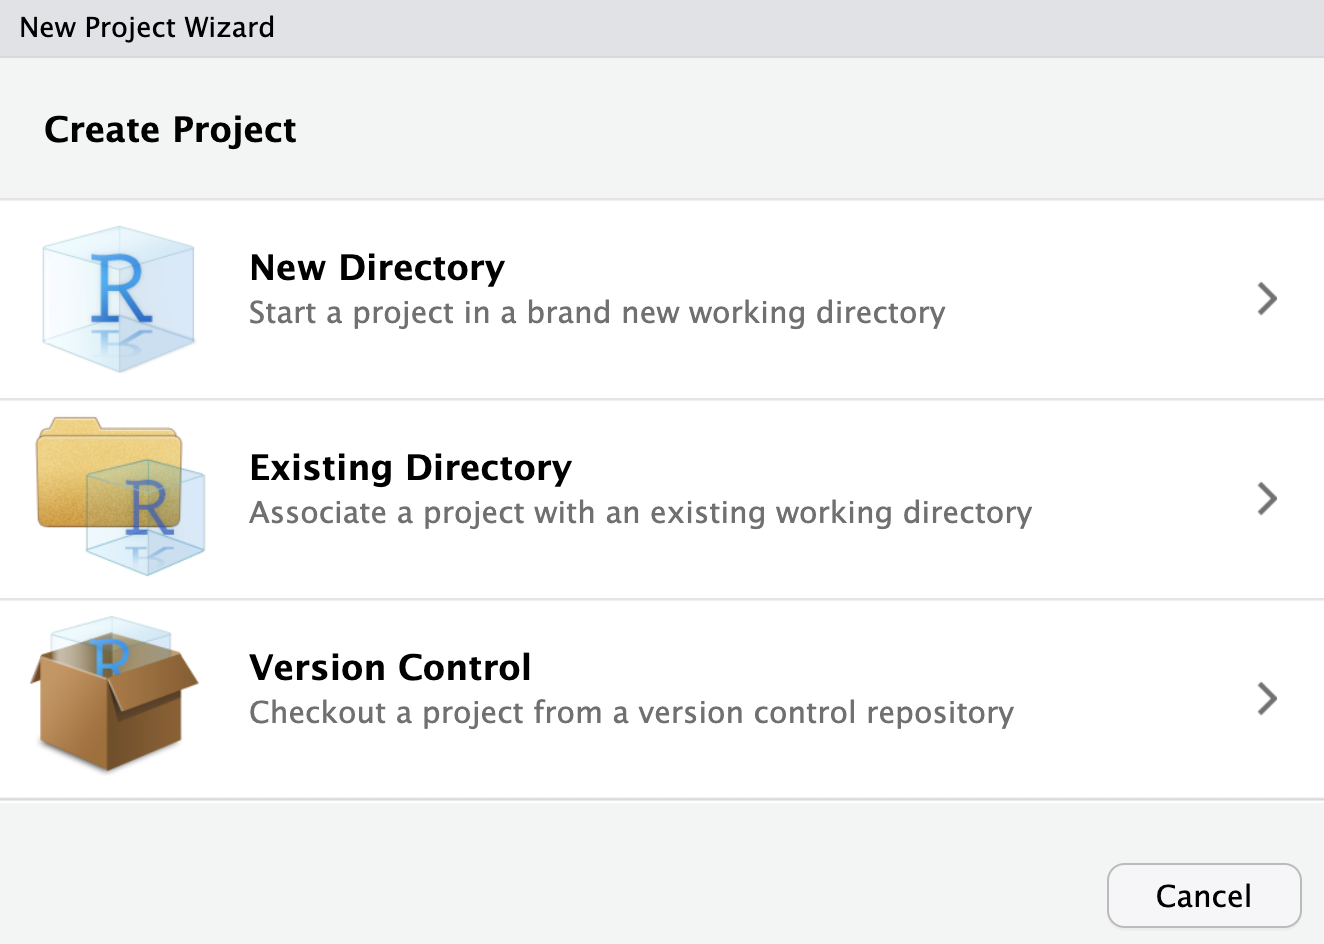 New Project Wizard
Create Project
R
New Directory
Start a project in a brand new working directory
R
Existing Directory
Associate a project with an existing working directory
R
Version Control
Checkout a project from a version control repository
Cancel